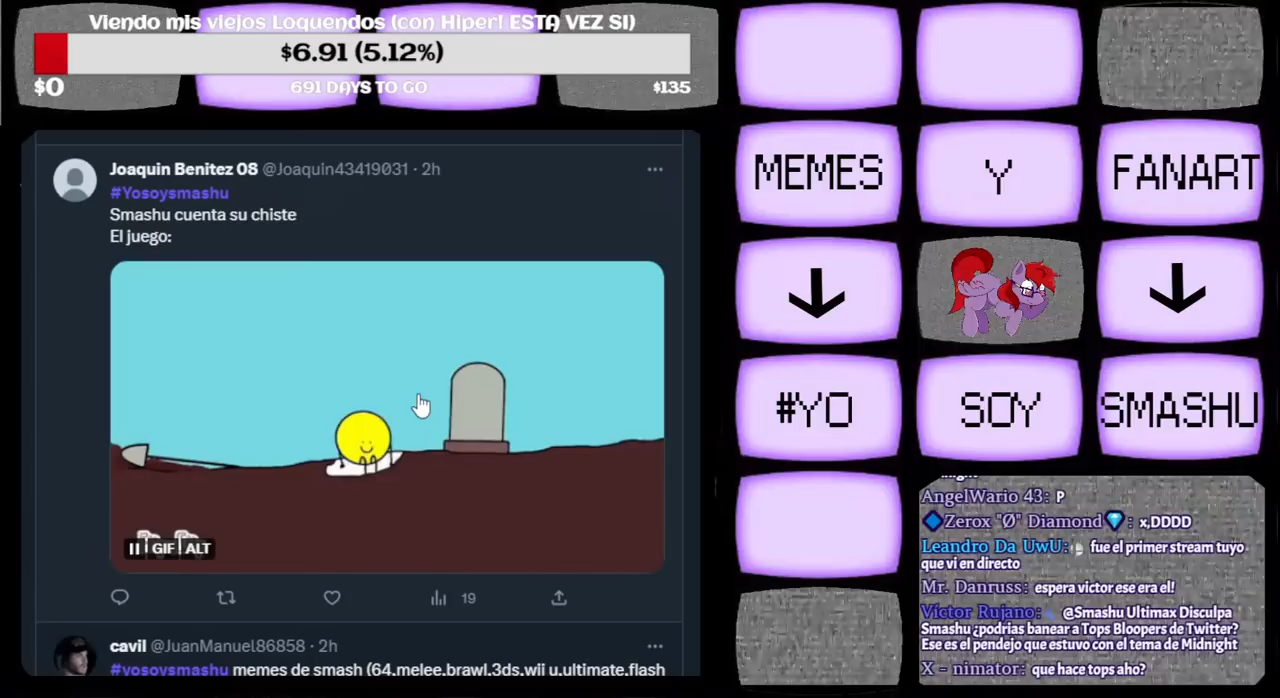 Viendo mis viejos Loquendos (con Hiper! ESTA VEZ SI)
$6.91 (5.12%)
$0
691 DAYS TO GO
$135
Joaquin Benitez 08 @Joaquin43419031 · 2h
#Yosoysmashu
Smashu cuenta su chiste
El juego:
GIF ALT
19
cavil @JuanManuel86858 · 2h
#yosoysmashu memes de smash (64,melee,brawl,3ds,wii u,ultimate,flash
MEMES Y FANART
#YO SOY SMASHU
AngelWario 43: P
Zerox "Ø" Diamond💎: x,DDDD
Leandro Da UwU: fue el primer stream tuyo
que vi en directo
Mr. Danruss: espera victor ese era el!
Víctor Rujano: @Smashu Ultimax Disculpa
Smashu ¿podrias banear a Tops Bloopers de Twitter?
Ese es el pendejo que estuvo con el tema de Midnight
X - nimator: que hace tops aho?